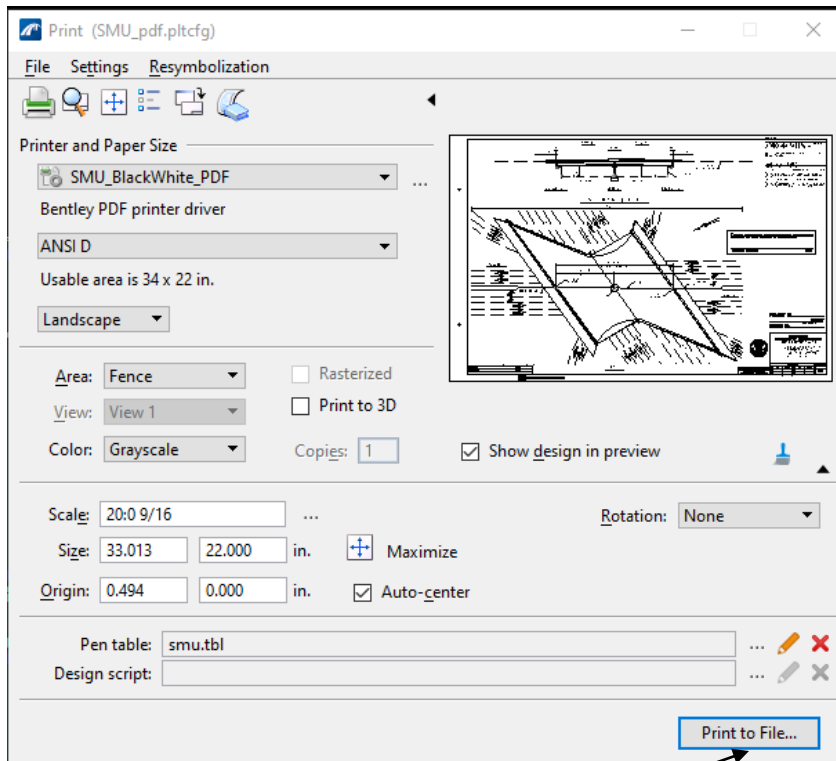 Print (SMU_pdf.pltcfg)
File Settings Resymbolization
Printer and Paper Size
SMU_BlackWhite_PDF ...
Bentley PDF printer driver
ANSI D
Usable area is 34 x 22 in.
Landscape
Area: Fence Rasterized
View: View 1 Print to 3D
Color: Grayscale Copies: 1 Show design in preview
Scale: 20:0 9/16 ... Rotation: None
Size: 33.013 22.000 in. Maximize
Origin: 0.494 0.000 in. Auto-center
Pen table: smu.tbl ...
Design script: ...
Print to File...